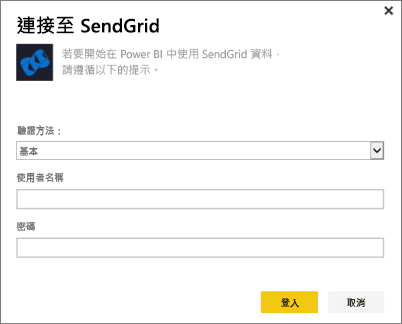 連接至 SendGrid
若要開始在 Power BI 中使用 SendGrid 資料，
請遵循以下的提示。
驗證方法：
基本
使用者名稱
密碼
登入
取消